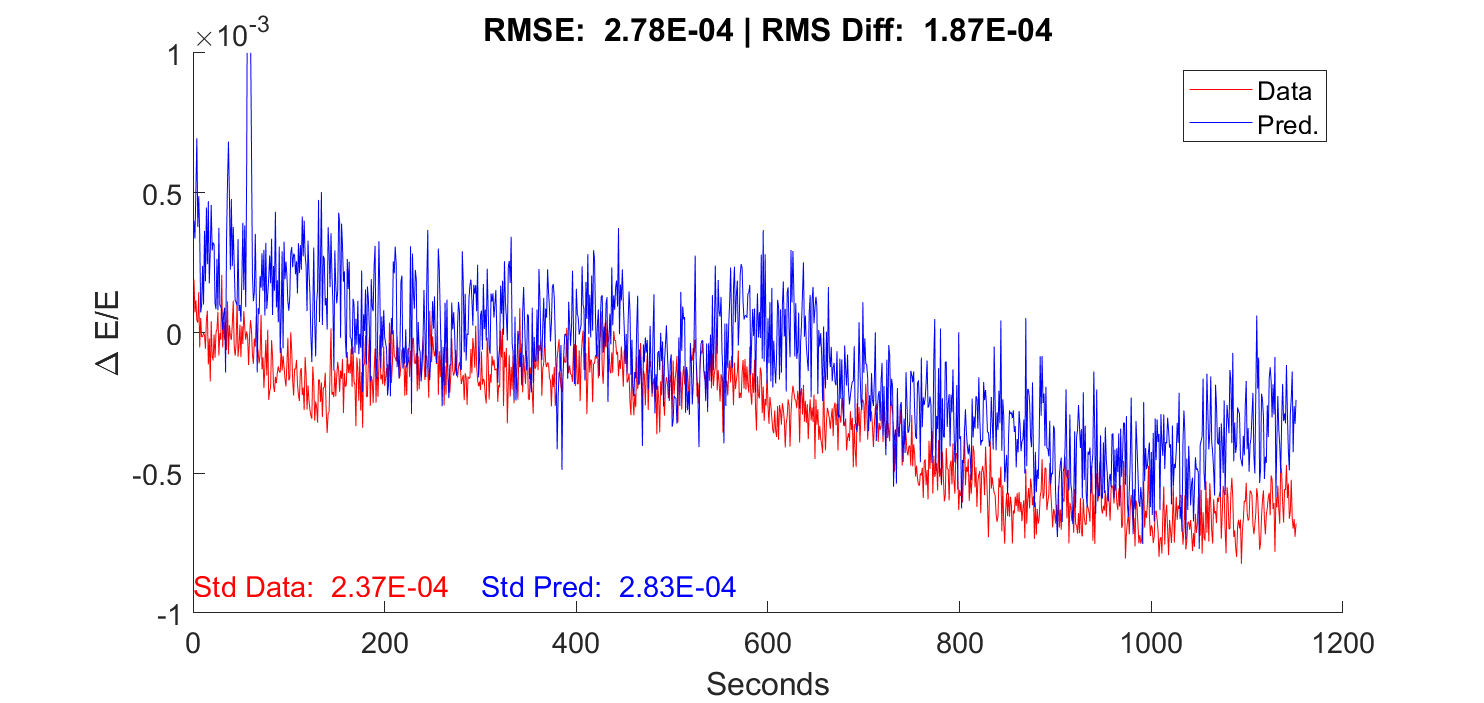 RMSE: 2.78E-04 | RMS Diff: 1.87E-04
×10⁻³
1
0.5
0
-0.5
-1
Δ E/E
Data
Pred.
Std Data: 2.37E-04 Std Pred: 2.83E-04
0 200 400 600 800 1000 1200
Seconds